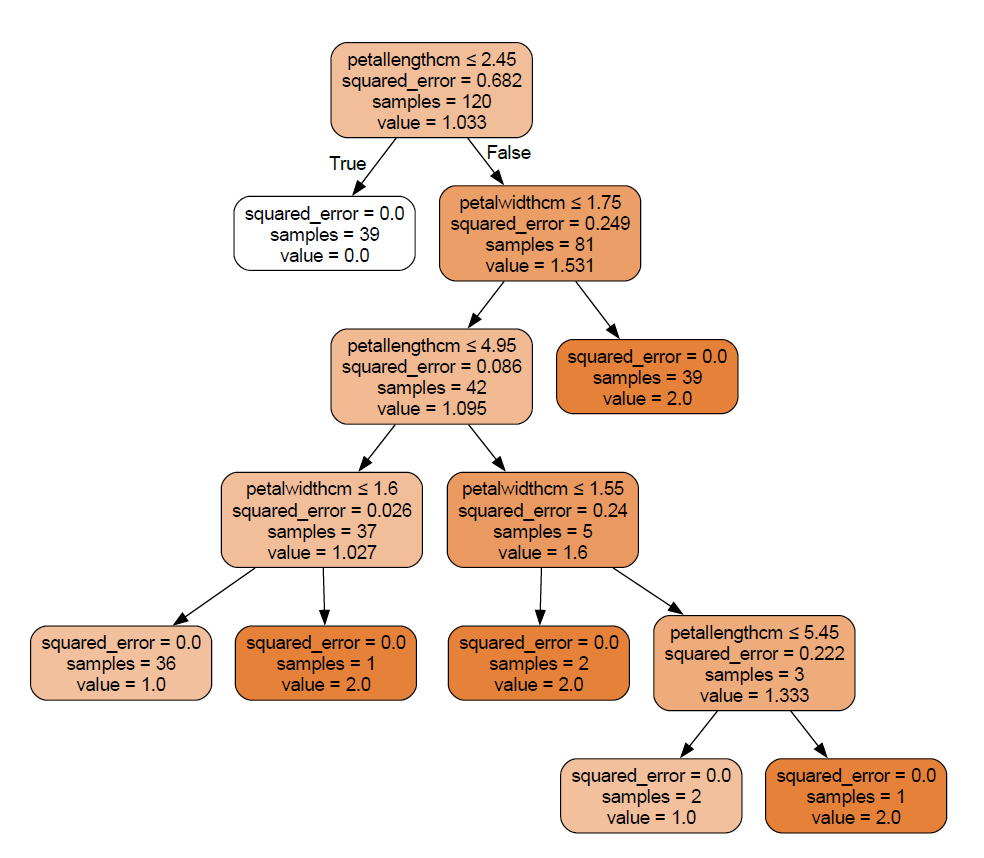 petallengthcm ≤ 2.45
squared_error = 0.682
samples = 120
value = 1.033
True
False
squared_error = 0.0
samples = 39
value = 0.0
petalwidthcm ≤ 1.75
squared_error = 0.249
samples = 81
value = 1.531
petallengthcm ≤ 4.95
squared_error = 0.086
samples = 42
value = 1.095
squared_error = 0.0
samples = 39
value = 2.0
petalwidthcm ≤ 1.6
squared_error = 0.026
samples = 37
value = 1.027
petalwidthcm ≤ 1.55
squared_error = 0.24
samples = 5
value = 1.6
squared_error = 0.0
samples = 36
value = 1.0
squared_error = 0.0
samples = 1
value = 2.0
squared_error = 0.0
samples = 2
value = 2.0
petallengthcm ≤ 5.45
squared_error = 0.222
samples = 3
value = 1.333
squared_error = 0.0
samples = 2
value = 1.0
squared_error = 0.0
samples = 1
value = 2.0